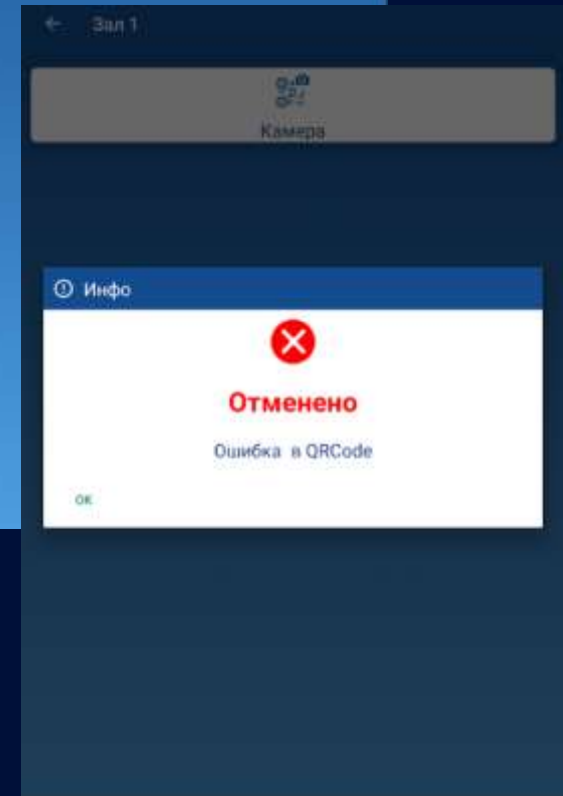 Зал 1
Камера
Инфо
Отменено
Ошибка в QRCode
ОК